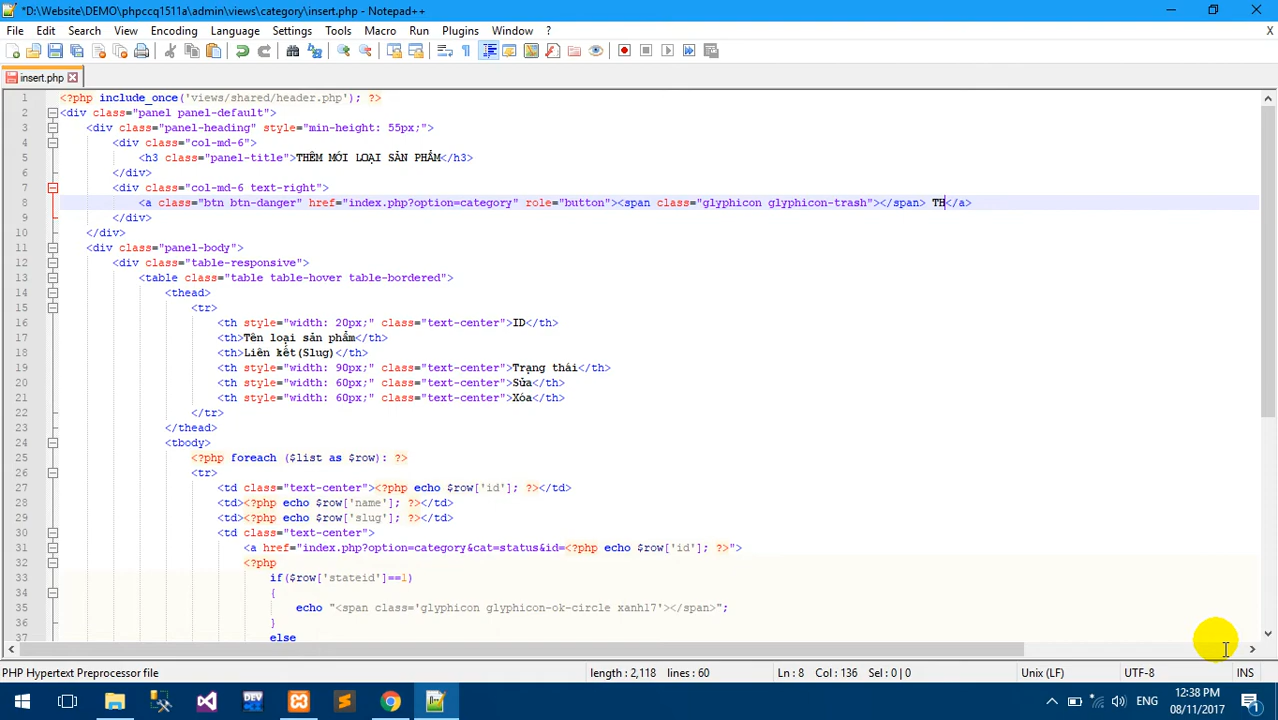 *D:\Website\DEMO\phpccq1511a\admin\views\category\insert.php - Notepad++
File Edit Search View Encoding Language Settings Tools Macro Run Plugins Window ? X
insert.php
1 <?php include_once('views/shared/header.php'); ?>
2 <div class="panel panel-default">
3 <div class="panel-heading" style="min-height: 55px;">
4 <div class="col-md-6">
5 <h3 class="panel-title">THÊM MỚI LOẠI SẢN PHẨM</h3>
6 </div>
7 <div class="col-md-6 text-right">
8 <a class="btn btn-danger" href="index.php?option=category" role="button"><span class="glyphicon glyphicon-trash"></span> TH</a>
9 </div>
10 </div>
11 <div class="panel-body">
12 <div class="table-responsive">
13 <table class="table table-hover table-bordered">
14 <thead>
15 <tr>
16 <th style="width: 20px;" class="text-center">ID</th>
17 <th>Tên loại sản phẩm</th>
18 <th>Liên kết(Slug)</th>
19 <th style="width: 90px;" class="text-center">Trạng thái</th>
20 <th style="width: 60px;" class="text-center">Sửa</th>
21 <th style="width: 60px;" class="text-center">Xóa</th>
22 </tr>
23 </thead>
24 <tbody>
25 <?php foreach ($list as $row): ?>
26 <tr>
27 <td class="text-center"><?php echo $row['id']; ?></td>
28 <td><?php echo $row['name']; ?></td>
29 <td><?php echo $row['slug']; ?></td>
30 <td class="text-center">
31 <a href="index.php?option=category&cat=status&id=<?php echo $row['id']; ?>">
32 <?php
33 if($row['stateid']==1)
34 {
35 echo "<span class='glyphicon glyphicon-ok-circle xanh17'></span>";
36 }
37 else
PHP Hypertext Preprocessor file length : 2,118 lines : 60 Ln : 8 Col : 136 Sel : 0 | 0 Unix (LF) UTF-8 INS
ENG 12:38 PM
08/11/2017